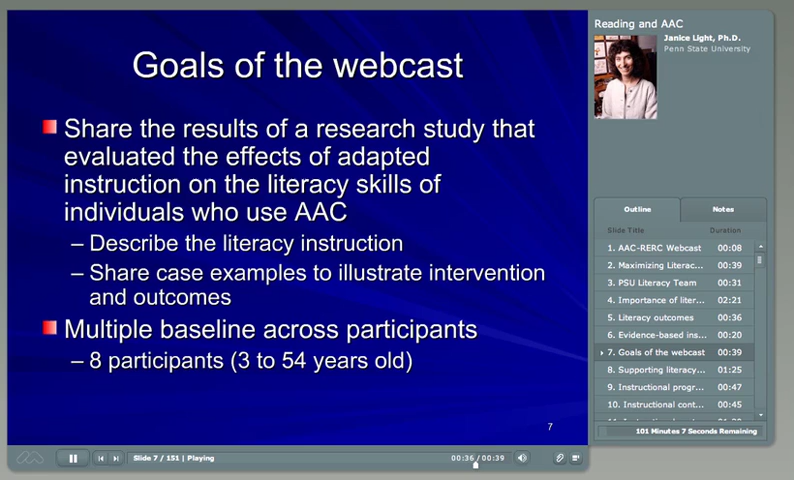 Goals of the webcast
Share the results of a research study that
evaluated the effects of adapted
instruction on the literacy skills of
individuals who use AAC
– Describe the literacy instruction
– Share case examples to illustrate intervention
and outcomes
Multiple baseline across participants
– 8 participants (3 to 54 years old)
7
Reading and AAC
Janice Light, Ph.D.
Penn State University
Outline Notes
Slide Title Duration
1. AAC-RERC Webcast 00:08
2. Maximizing Literac... 00:39
3. PSU Literacy Team 00:31
4. Importance of liter... 02:21
5. Literacy outcomes 00:36
6. Evidence-based ins... 00:20
7. Goals of the webcast 00:39
8. Supporting literacy... 01:25
9. Instructional progr... 00:47
10. Instructional cont... 00:45
101 Minutes 7 Seconds Remaining
Slide 7 / 151 | Playing 00:36 / 00:39